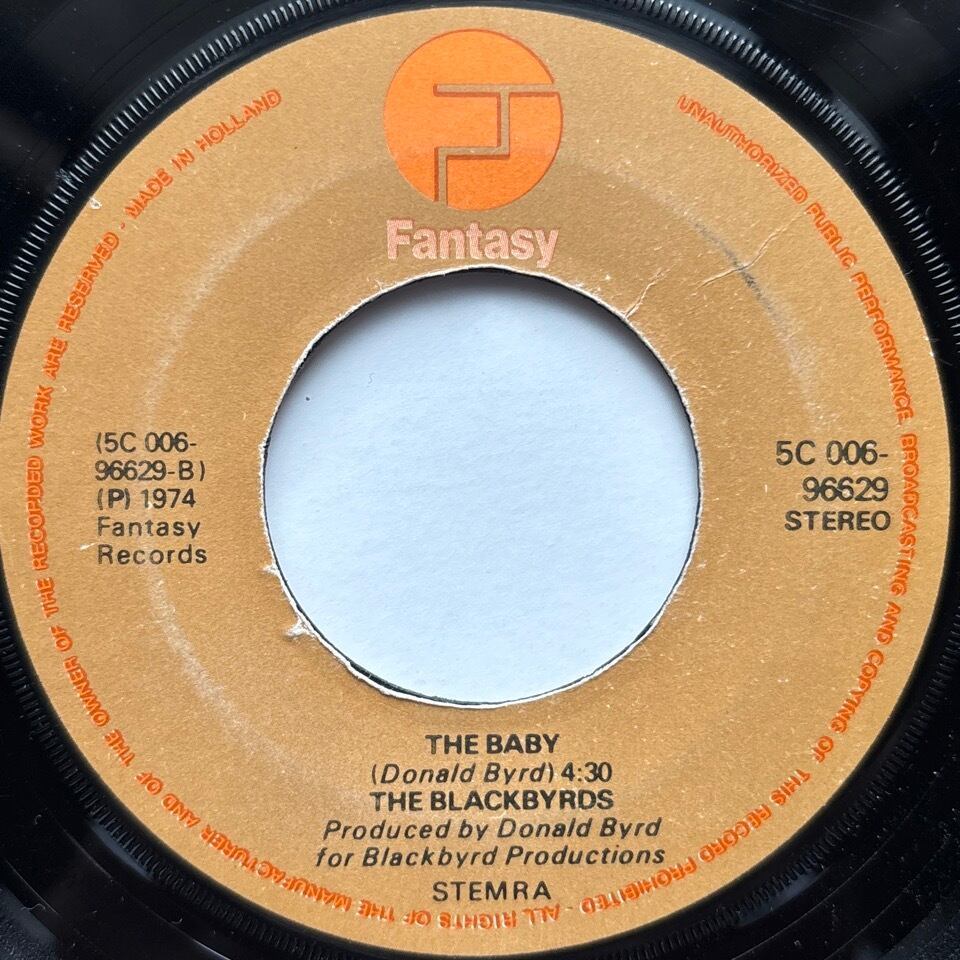 Fantasy
UNAUTHORIZED PUBLIC PERFORMANCE BROADCASTING AND COPYING OF THIS RECORD PROHIBITED - ALL RIGHTS OF THE MANUFACTURER AND OF THE OWNER OF THE RECORDED WORK ARE RESERVED - MADE IN HOLLAND
(5C 006-
96629-B)
(P) 1974
Fantasy
Records
5C 006-
96629
STEREO
THE BABY
(Donald Byrd) 4:30
THE BLACKBYRDS
Produced by Donald Byrd
for Blackbyrd Productions
STEMRA